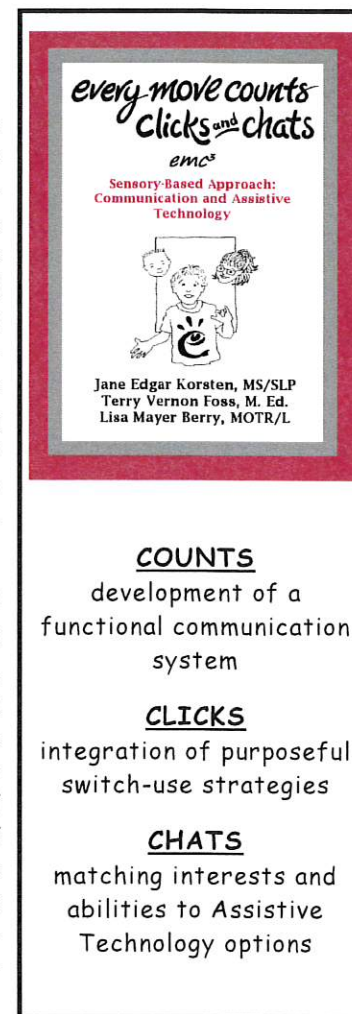 every move counts
clicks and chats
emc³
Sensory-Based Approach:
Communication and Assistive
Technology
Jane Edgar Korsten, MS/SLP
Terry Vernon Foss, M. Ed.
Lisa Mayer Berry, MOTR/L
COUNTS
development of a
functional communication
system
CLICKS
integration of purposeful
switch-use strategies
CHATS
matching interests and
abilities to Assistive
Technology options